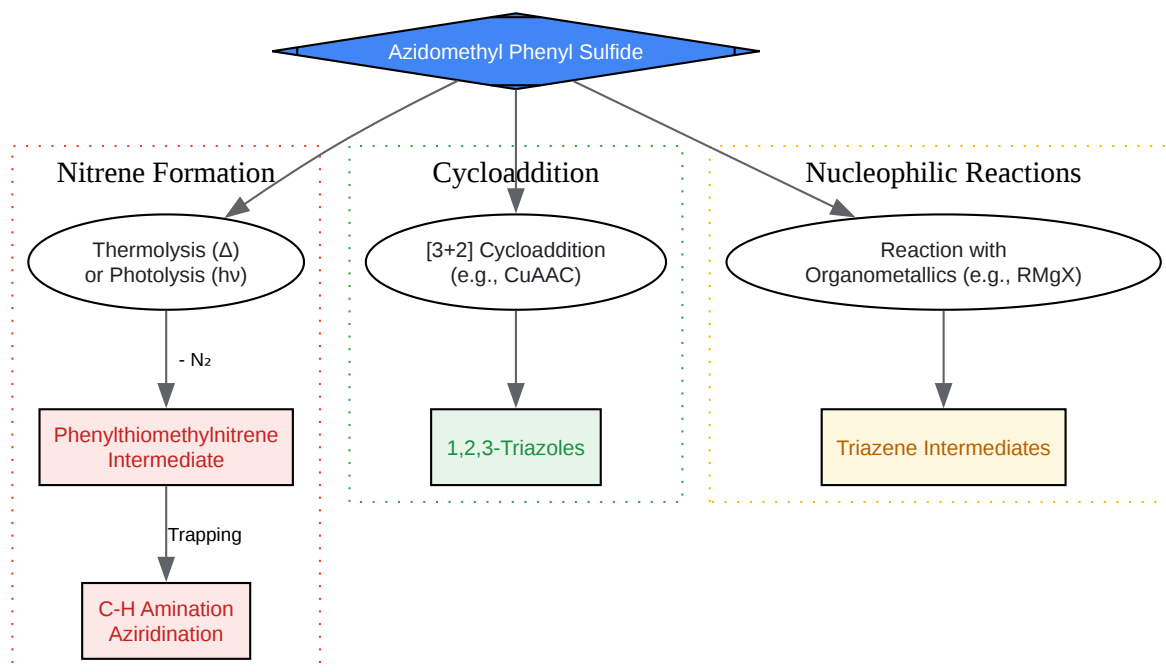 Azidomethyl Phenyl Sulfide
Nitrene Formation
Cycloaddition
Nucleophilic Reactions
Thermolysis (Δ)
or Photolysis (hν)
[3+2] Cycloaddition
(e.g., CuAAC)
Reaction with
Organometallics (e.g., RMgX)
- N₂
Phenylthiomethylnitrene
Intermediate
1,2,3-Triazoles
Triazene Intermediates
Trapping
C-H Amination
Aziridination